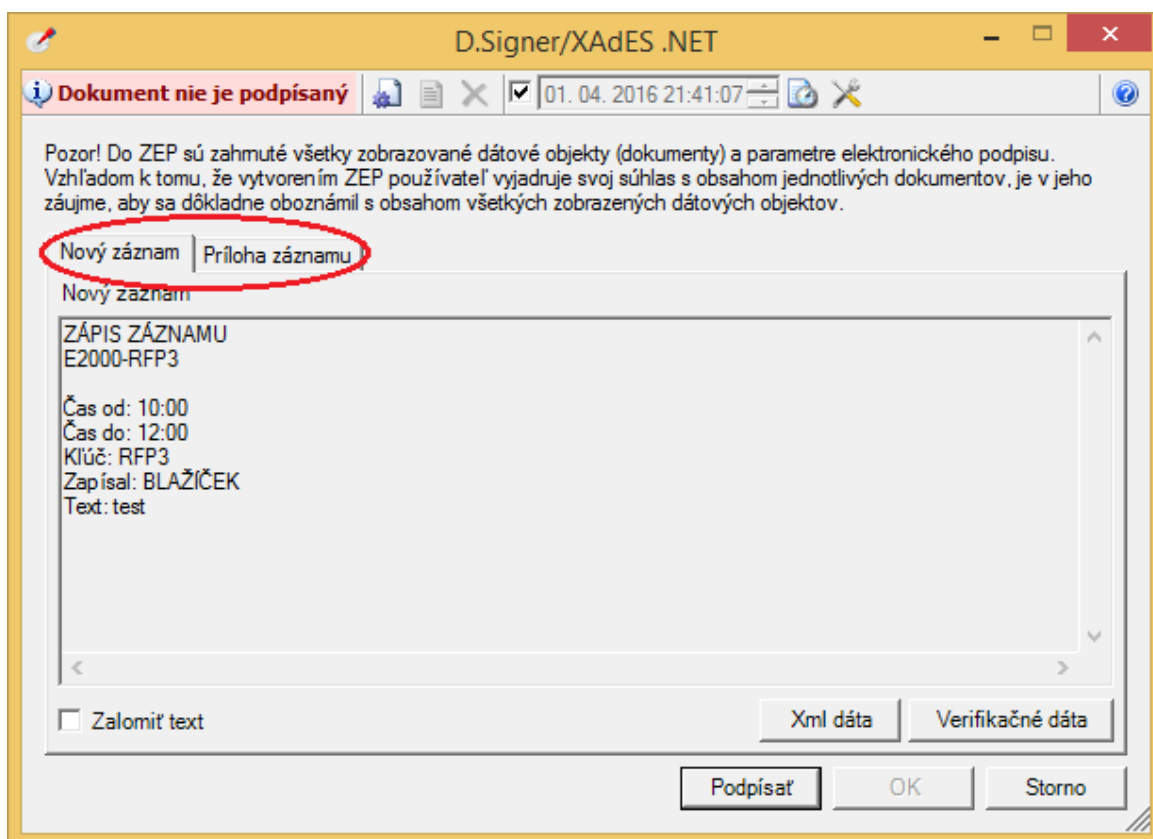 D.Signer/XAdES .NET
Dokument nie je podpísaný
01. 04. 2016 21:41:07
Pozor! Do ZEP sú zahrnuté všetky zobrazované dátové objekty (dokumenty) a parametre elektronického podpisu.
Vzhľadom k tomu, že vytvorením ZEP používateľ vyjadruje svoj súhlas s obsahom jednotlivých dokumentov, je v jeho
záujme, aby sa dôkladne oboznámil s obsahom všetkých zobrazených dátových objektov.
Nový záznam Príloha záznamu
Nový záznam
ZÁPIS ZÁZNAMU
E2000-RFP3
Čas od: 10:00
Čas do: 12:00
Kľúč: RFP3
Zapísal: BLAŽÍČEK
Text: test
Zalomiť text
Xml dáta Verifikačné dáta
Podpísať OK Storno